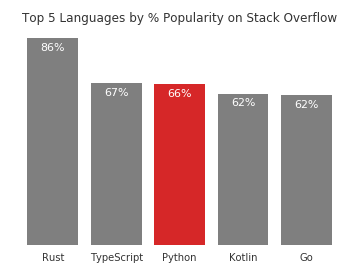 Top 5 Languages by % Popularity on Stack Overflow
86%
67%
66%
62%
62%
Rust
TypeScript
Python
Kotlin
Go